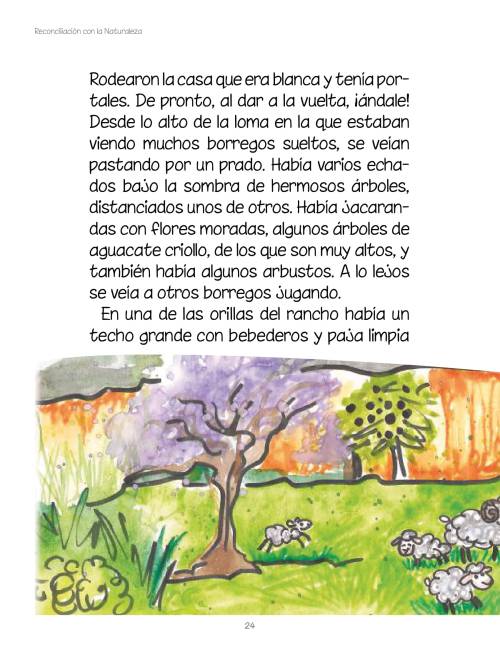 Reconciliación con la Naturaleza
Rodearon la casa que era blanca y tenía por-
tales. De pronto, al dar a la vuelta, ¡ándale!
Desde lo alto de la loma en la que estaban
viendo muchos borregos sueltos, se veían
pastando por un prado. Había varios echa-
dos bajo la sombra de hermosos árboles,
distanciados unos de otros. Había jacaran-
das con flores moradas, algunos árboles de
aguacate criollo, de los que son muy altos, y
también había algunos arbustos. A lo lejos
se veía a otros borregos jugando.
En una de las orillas del rancho había un
techo grande con bebederos y paja limpia
24